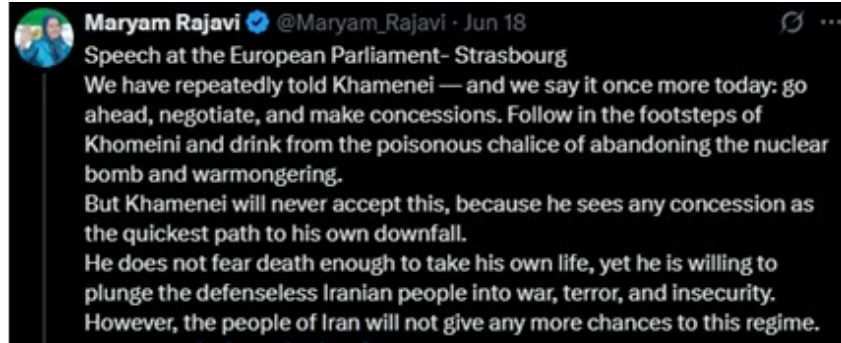 Maryam Rajavi @Maryam_Rajavi · Jun 18
Speech at the European Parliament- Strasbourg
We have repeatedly told Khamenei — and we say it once more today: go
ahead, negotiate, and make concessions. Follow in the footsteps of
Khomeini and drink from the poisonous chalice of abandoning the nuclear
bomb and warmongering.
But Khamenei will never accept this, because he sees any concession as
the quickest path to his own downfall.
He does not fear death enough to take his own life, yet he is willing to
plunge the defenseless Iranian people into war, terror, and insecurity.
However, the people of Iran will not give any more chances to this regime.